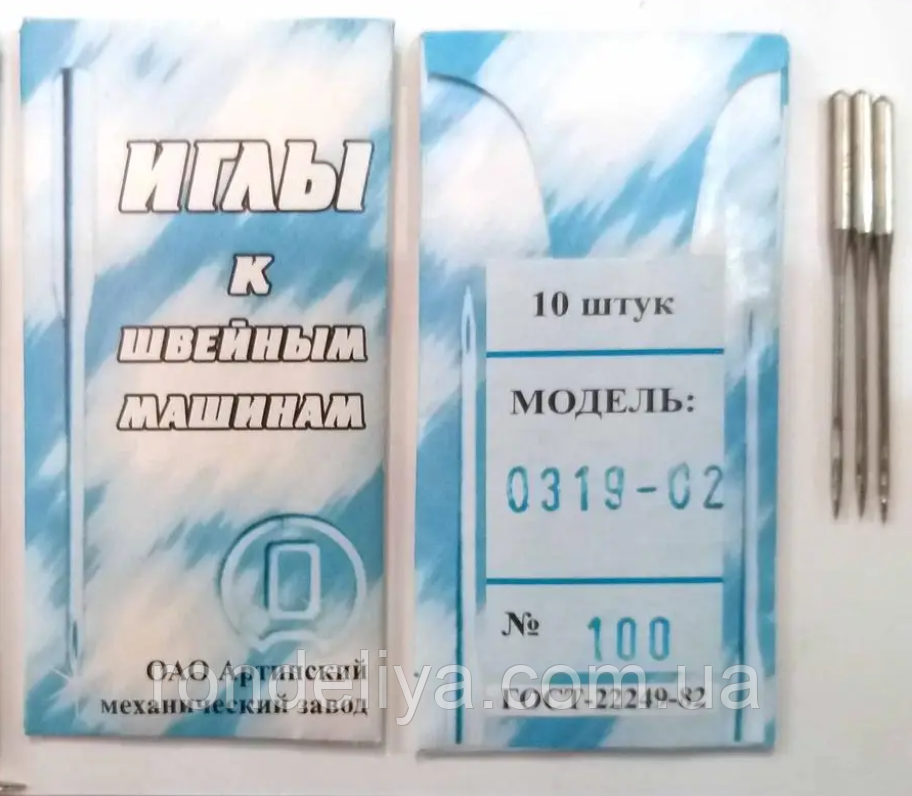 ИГЛЫ
К
ШВЕЙНЫМ
МАШИНАМ
ОАО Артинский
механический завод
10 штук
МОДЕЛЬ:
0319-02
№ 100
ГОСТ-22249-82
rondeliya.com.ua